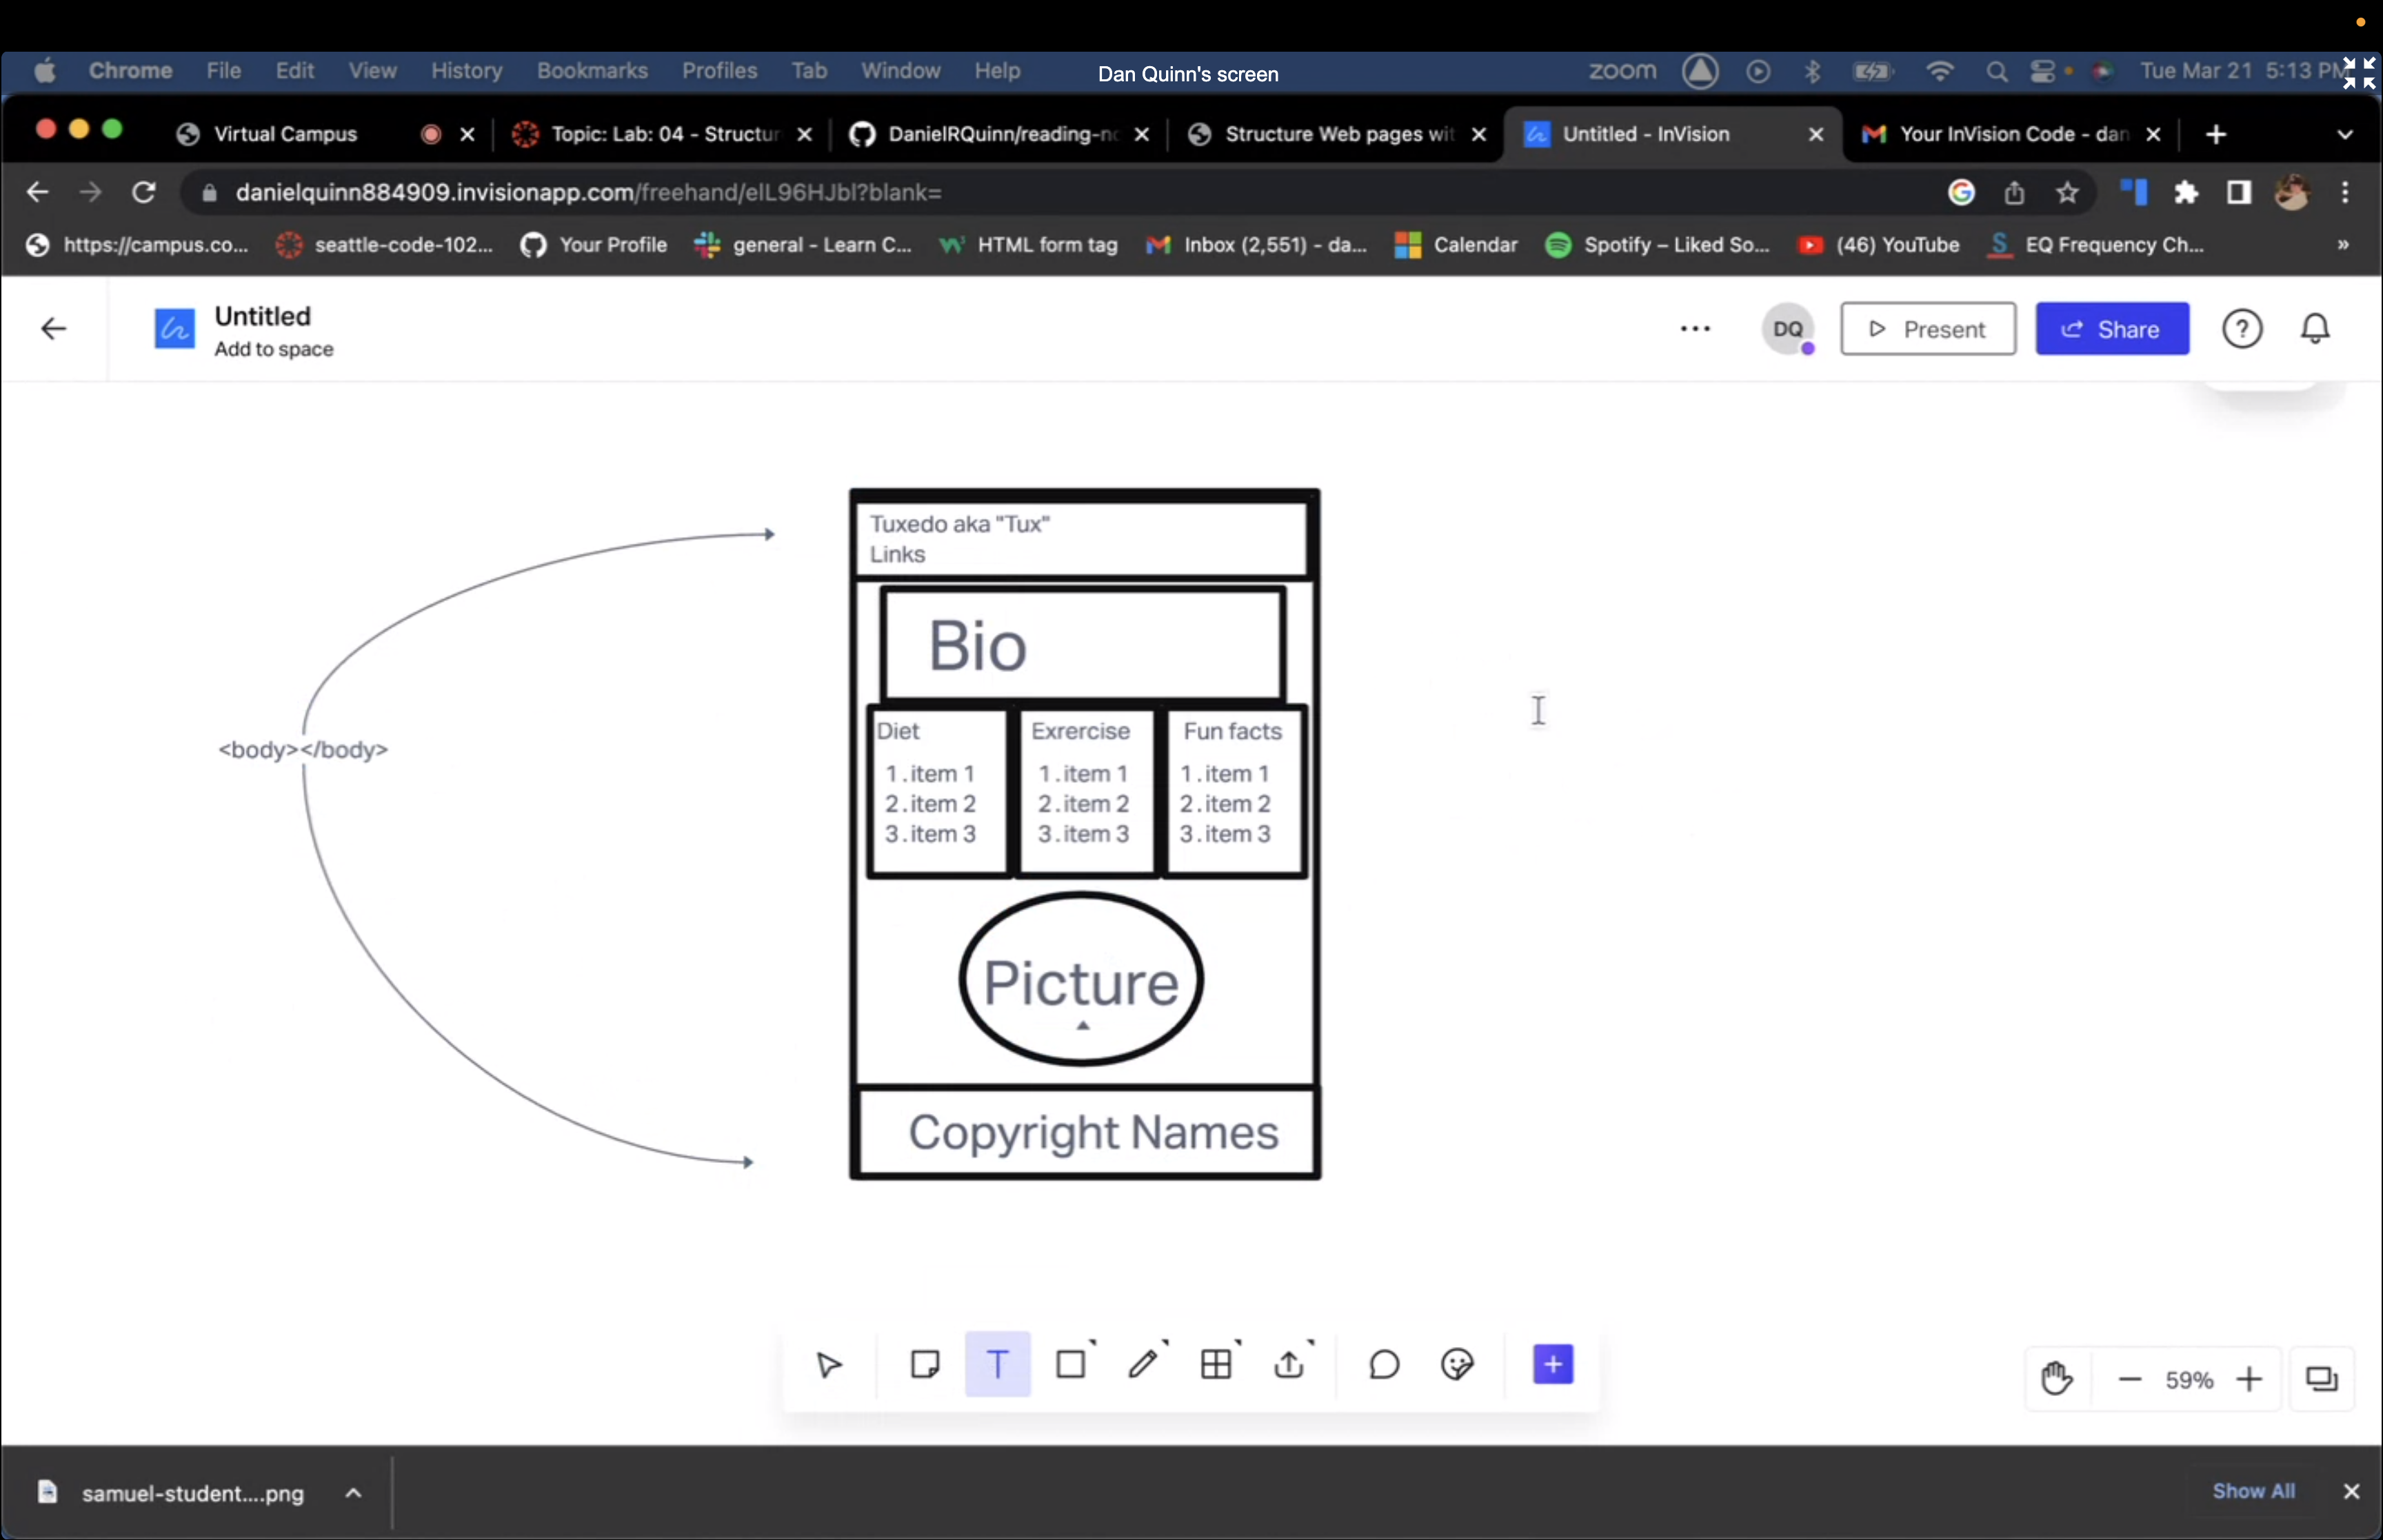 Chrome File Edit View History Bookmarks Profiles Tab Window Help Dan Quinn's screen zoom Tue Mar 21 5:13 PM
Virtual Campus Topic: Lab: 04 - Structur DanielRQuinn/reading-no Structure Web pages wit Untitled - InVision Your InVision Code - dan
danielquinn884909.invisionapp.com/freehand/elL96HJbl?blank=
https://campus.co... seattle-code-102... Your Profile general - Learn C... HTML form tag Inbox (2,551) - da... Calendar Spotify – Liked So... (46) YouTube EQ Frequency Ch... »
Untitled
Add to space
DQ Present Share
Tuxedo aka "Tux"
Links
Bio
<body></body>
Diet
1. item 1
2. item 2
3. item 3
Exrercise
1. item 1
2. item 2
3. item 3
Fun facts
1. item 1
2. item 2
3. item 3
Picture
Copyright Names
T
59%
samuel-student....png Show All